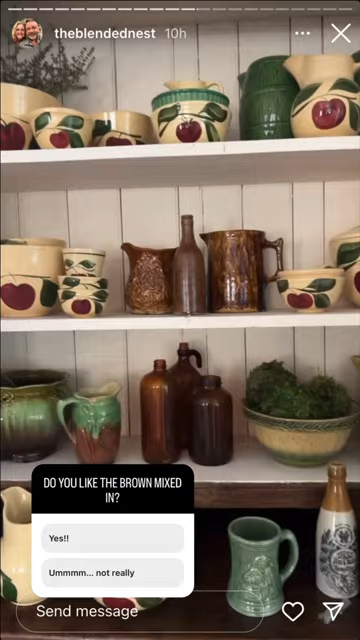 theblendednest 10h
DO YOU LIKE THE BROWN MIXED
IN?
Yes!!
Ummmm... not really
Send message